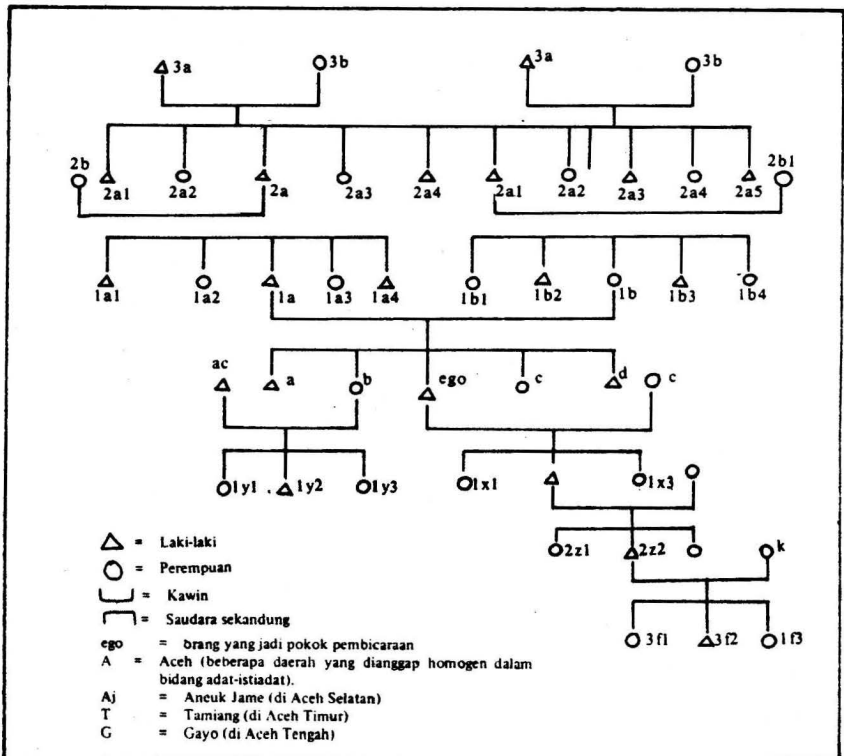 3a 3b 3a 3b
2b 2b1
2a1 2a2 2a 2a3 2a4 2a1 2a2 2a3 2a4 2a5
1a1 1a2 1a 1a3 1a4 1b1 1b2 1b 1b3 1b4
ac a b ego c d c
1y1 1y2 1y3 1x1 1x3
2z1 2z2 k
3f1 3f2 1f3
= Laki-laki
= Perempuan
= Kawin
= Saudara sekandung
ego = orang yang jadi pokok pembicaraan
A = Aceh (beberapa daerah yang dianggap homogen dalam
bidang adat-istiadat).
Aj = Aneuk Jame (di Aceh Selatan)
T = Tamiang (di Aceh Timur)
G = Gayo (di Aceh Tengah)